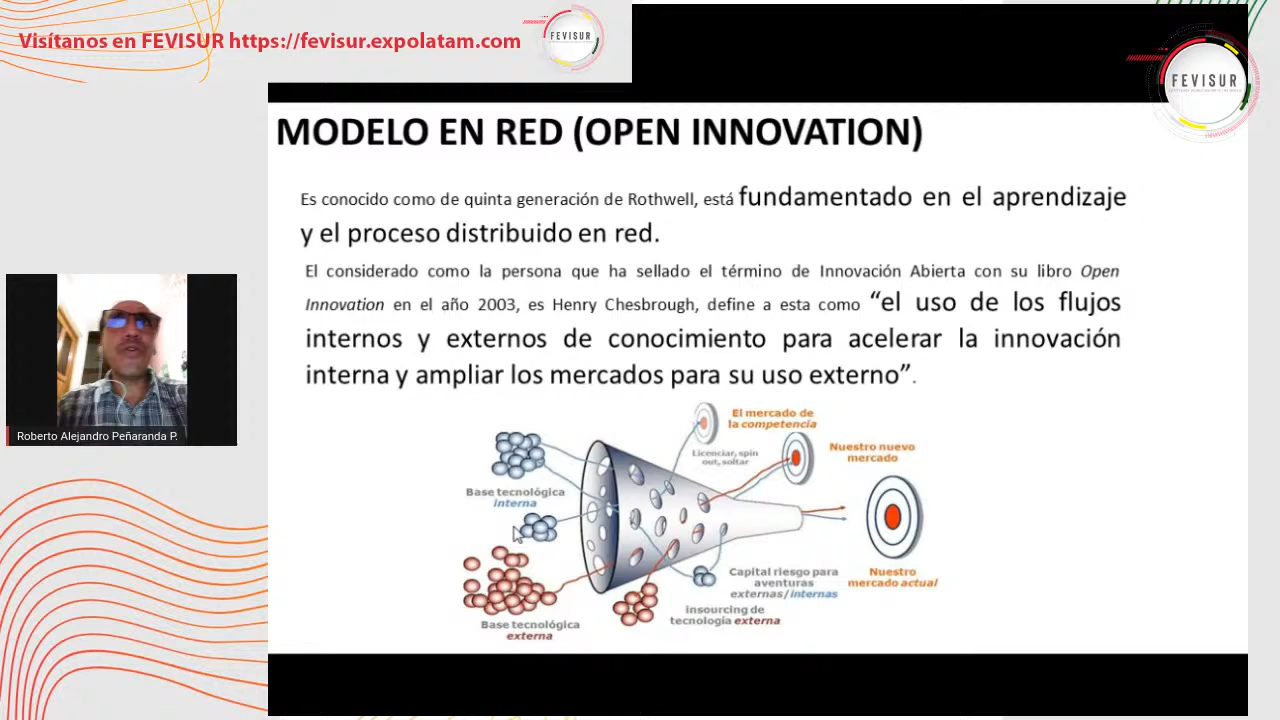 Visítanos en FEVISUR https://fevisur.expolatam.com
FEVISUR
FEVISUR
MODELO EN RED (OPEN INNOVATION)
Es conocido como de quinta generación de Rothwell, está fundamentado en el aprendizaje
y el proceso distribuido en red.
El considerado como la persona que ha sellado el término de Innovación Abierta con su libro Open
Innovation en el año 2003, es Henry Chesbrough, define a esta como “el uso de los flujos
internos y externos de conocimiento para acelerar la innovación
interna y ampliar los mercados para su uso externo”.
El mercado de
la competencia
Licenciar, spin
out, soltar
Nuestro nuevo
mercado
Base tecnológica
interna
Capital riesgo para
aventuras
externas/internas
Nuestro
mercado actual
insourcing de
tecnología externa
Base tecnológica
externa
Roberto Alejandro Peñaranda P.